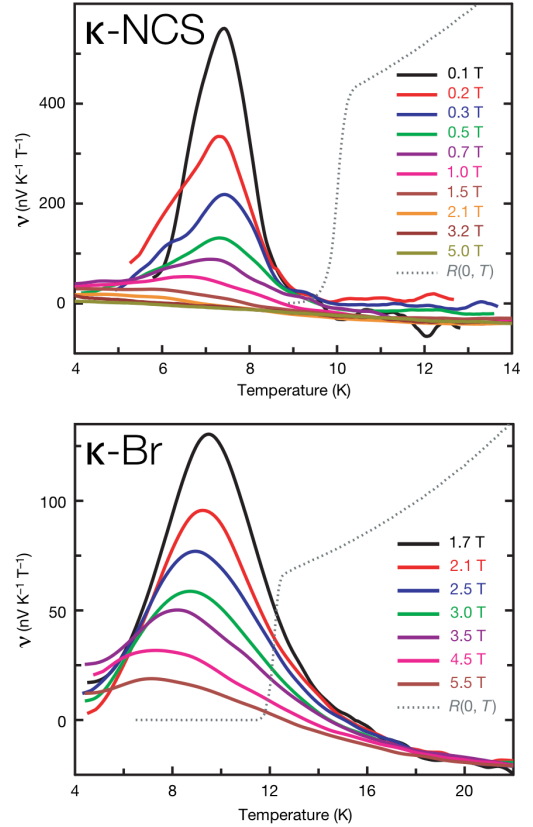 κ-NCS
400
200
0
ν (nV K⁻¹ T⁻¹)
0.1 T
0.2 T
0.3 T
0.5 T
0.7 T
1.0 T
1.5 T
2.1 T
3.2 T
5.0 T
R(0, T)
4 6 8 10 12 14
Temperature (K)
κ-Br
100
50
0
ν (nV K⁻¹ T⁻¹)
1.7 T
2.1 T
2.5 T
3.0 T
3.5 T
4.5 T
5.5 T
R(0, T)
4 8 12 16 20
Temperature (K)